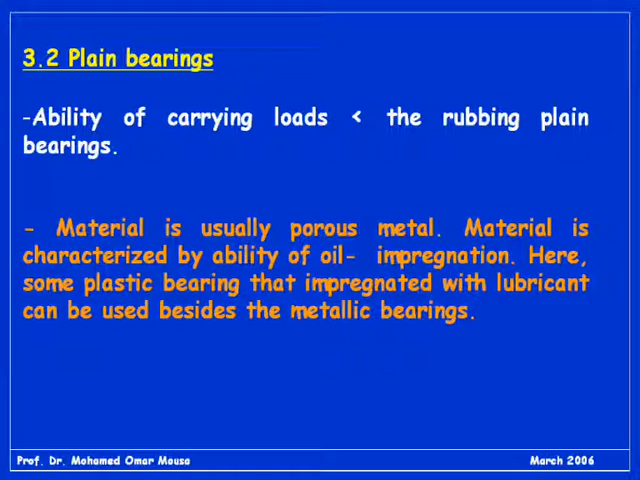 3.2 Plain bearings
-Ability of carrying loads < the rubbing plain
bearings.
- Material is usually porous metal. Material is
characterized by ability of oil- impregnation. Here,
some plastic bearing that impregnated with lubricant
can be used besides the metallic bearings.
Prof. Dr. Mohamed Omar Mousa March 2006